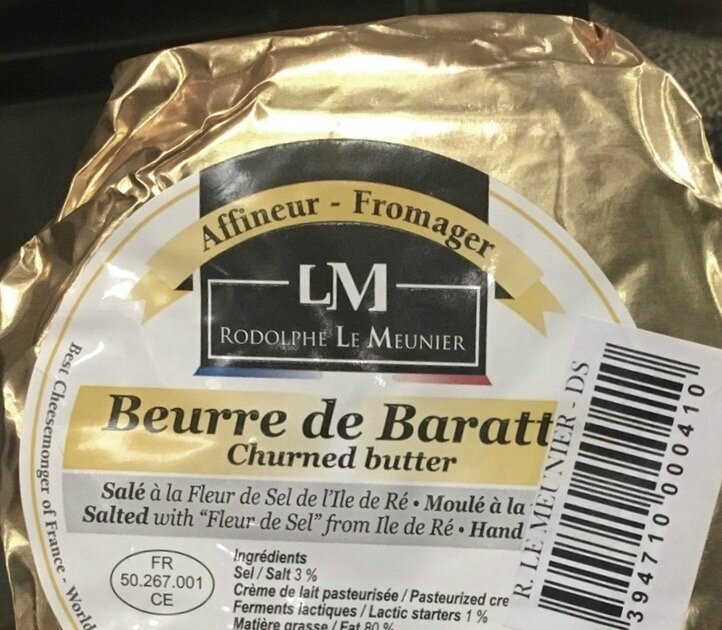 Affineur - Fromager
LM
RODOLPHE LE MEUNIER
Beurre de Baratt
Churned butter
Salé à la Fleur de Sel de l'Ile de Ré • Moulé à la
Salted with “Fleur de Sel” from Ile de Ré • Hand
Best Cheesemonger of France - World
FR
50.267.001
CE
Ingrédients
Sel / Salt 3 %
Crème de lait pasteurisée / Pasteurized cre
Ferments lactiques / Lactic starters 1 %
Matière grasse / Fat 80 %
R. LE MEUNIER - DS
394710 000410